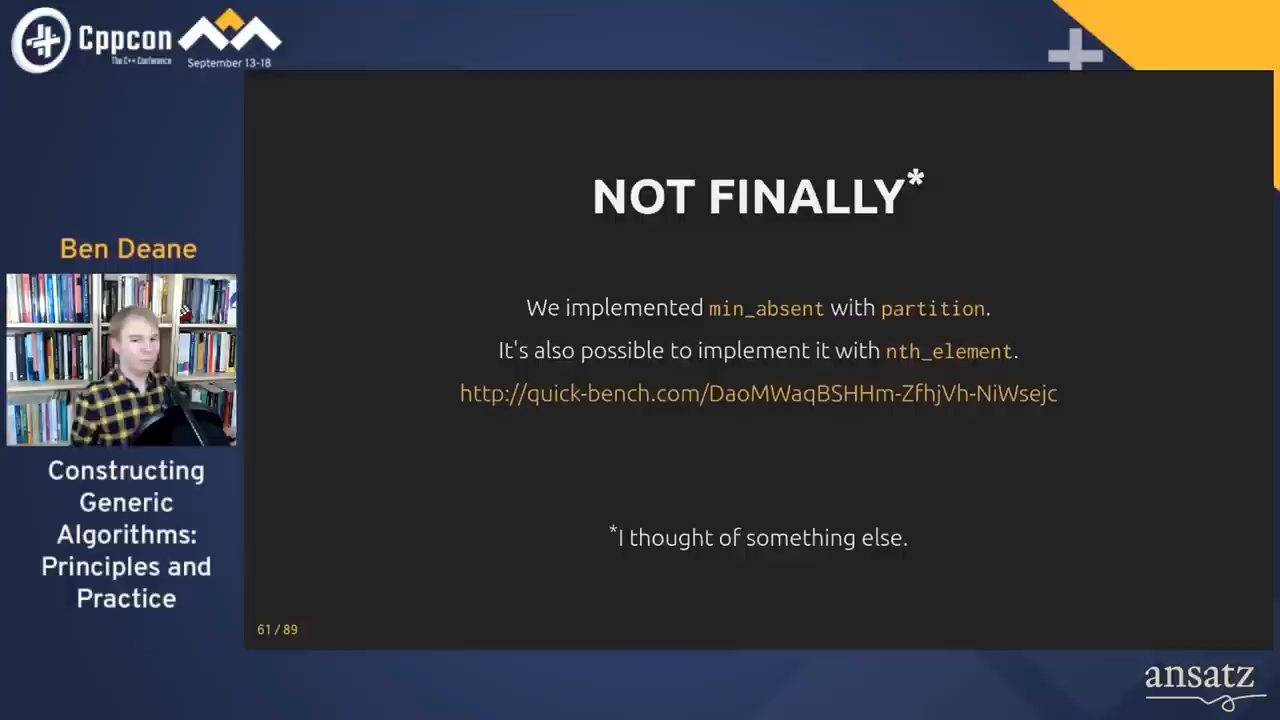 Cppcon
The C++ Conference
September 13-18
Ben Deane
Constructing
Generic
Algorithms:
Principles and
Practice
NOT FINALLY*
We implemented min_absent with partition.
It's also possible to implement it with nth_element.
http://quick-bench.com/DaoMWaqBSHHm-ZfhjVh-NiWsejc
*I thought of something else.
61 / 89
ansatz